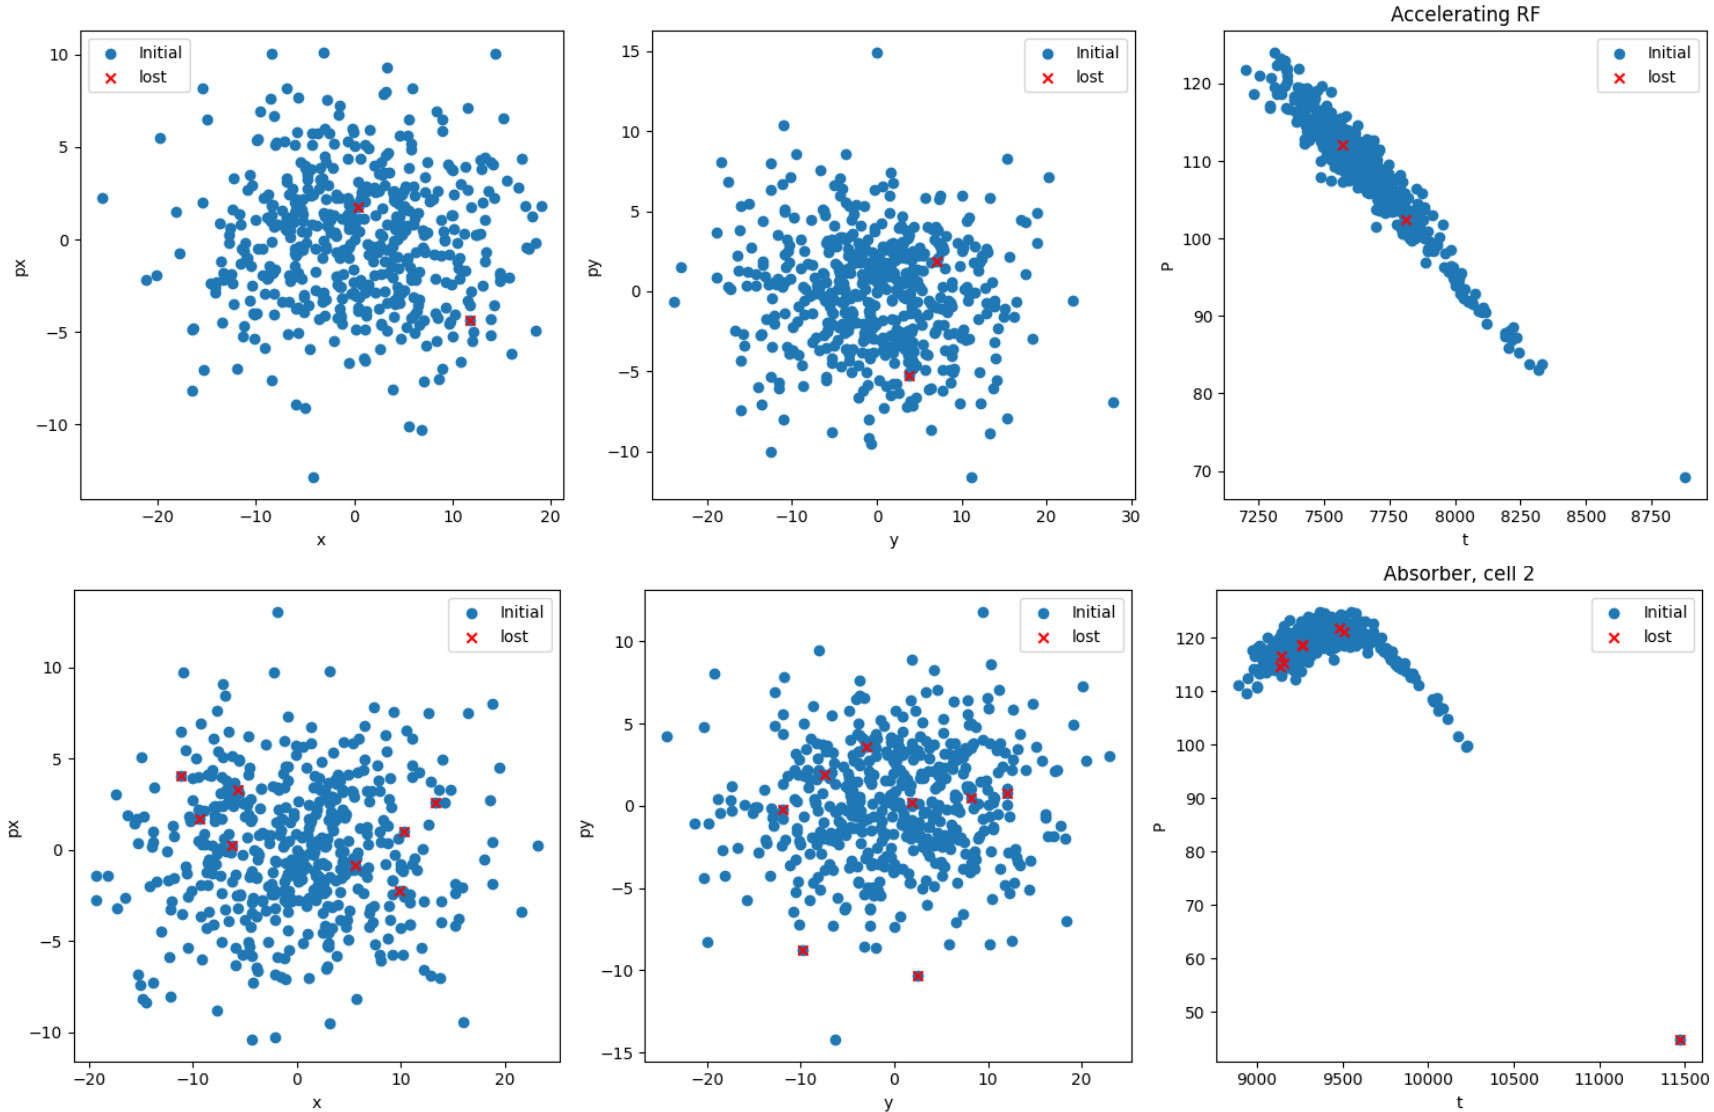 Accelerating RF
Initial
lost
10
5
0
−5
−10
px
−20
−10
0
10
20
x
Initial
lost
15
10
5
0
−5
−10
py
−20
−10
0
10
20
30
y
Initial
lost
120
110
100
90
80
70
P
7250
7500
7750
8000
8250
8500
8750
t
Absorber, cell 2
Initial
lost
10
5
0
−5
−10
px
−20
−10
0
10
20
x
Initial
lost
10
5
0
−5
−10
−15
py
−20
−10
0
10
20
y
Initial
lost
120
110
100
90
80
70
60
50
P
9000
9500
10000
10500
11000
11500
t